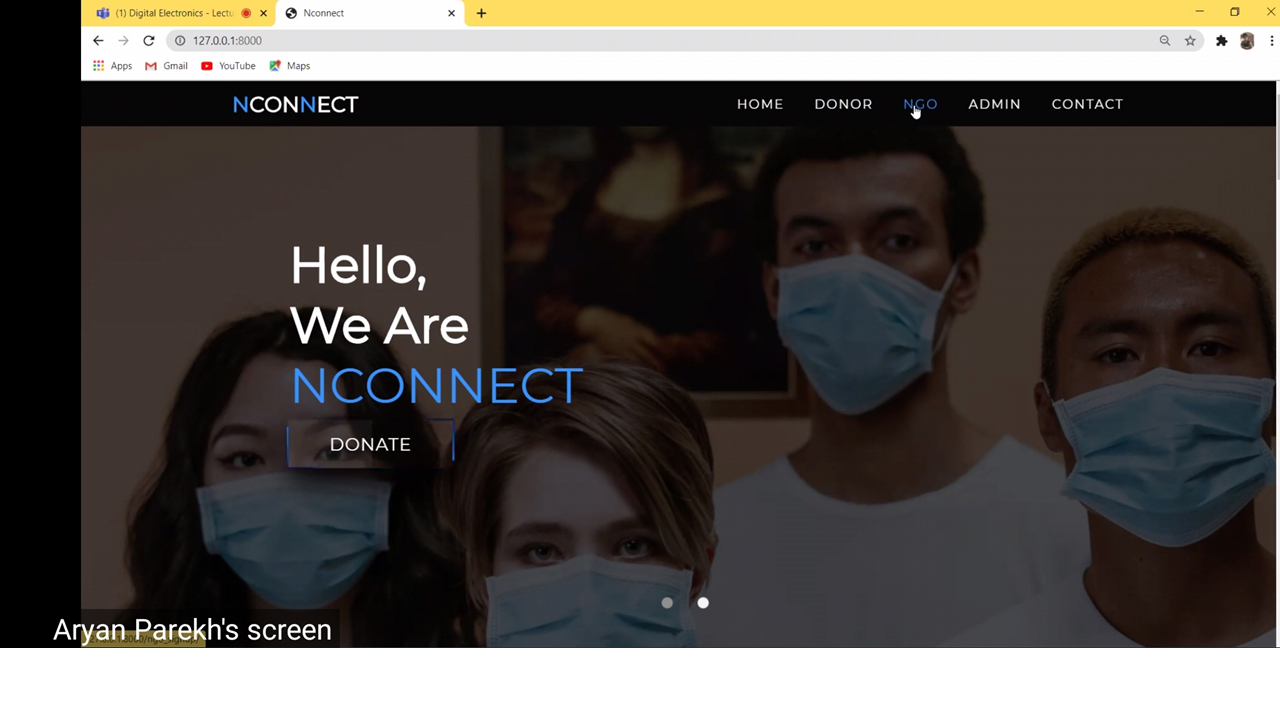 (1) Digital Electronics - Lectu
Nconnect
127.0.0.1:8000
Apps Gmail YouTube Maps
NCONNECT
HOME DONOR NGO ADMIN CONTACT
Hello,
We Are
NCONNECT
DONATE
Aryan Parekh's screen